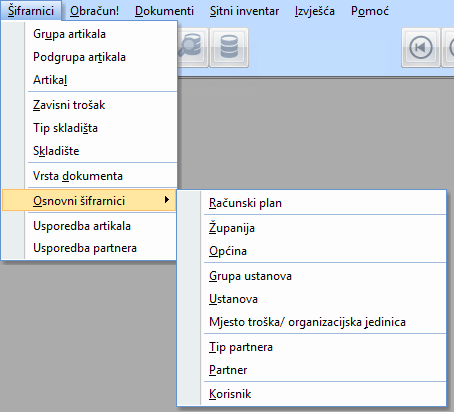 Šifrarnici Obračun! Dokumenti Sitni inventar Izvješća Pomoć
Grupa artikala
Podgrupa artikala
Artikal
Zavisni trošak
Tip skladišta
Skladište
Vrsta dokumenta
Osnovni šifrarnici
Usporedba artikala
Usporedba partnera
Računski plan
Županija
Općina
Grupa ustanova
Ustanova
Mjesto troška/ organizacijska jedinica
Tip partnera
Partner
Korisnik